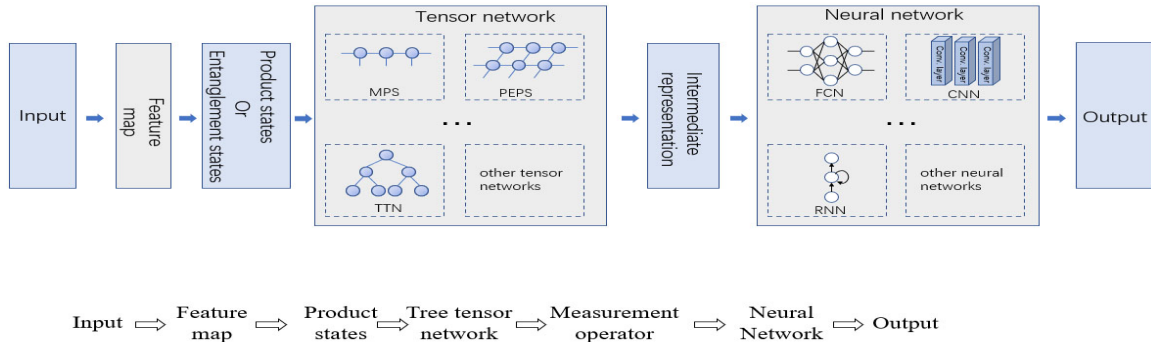 Tensor network
Neural network
Input
Feature
map
Product states
Or
Entanglement states
MPS
PEPS
...
TTN
other tensor
networks
Intermediate
representation
FCN
Conv. layer
Conv. layer
Conv. layer
CNN
...
RNN
other neural
networks
Output
Input
Feature
map
Product
states
Tree tensor
network
Measurement
operator
Neural
Network
Output